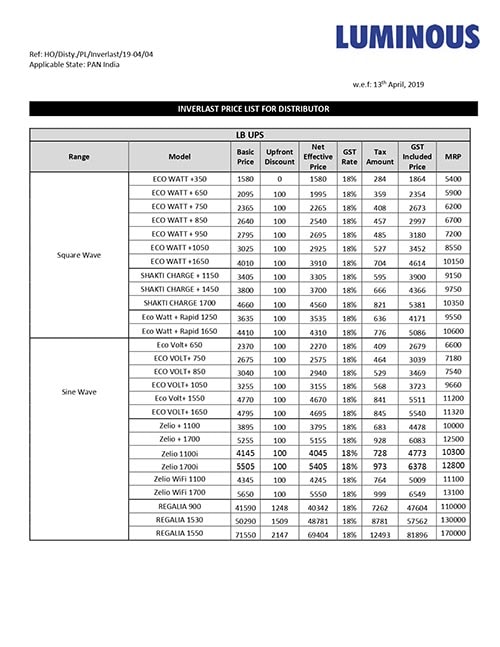 LUMINOUS
Ref: HO/Disty./PL/Inverlast/19-04/04
Applicable State: PAN India
w.e.f: 13th April, 2019
INVERLAST PRICE LIST FOR DISTRIBUTOR
LB UPS
Range Model Basic Price Upfront Discount Net Effective Price GST Rate Tax Amount GST Included Price MRP
Square Wave
ECO WATT +350 1580 0 1580 18% 284 1864 5400
ECO WATT + 650 2095 100 1995 18% 359 2354 5900
ECO WATT + 750 2365 100 2265 18% 408 2673 6200
ECO WATT + 850 2640 100 2540 18% 457 2997 6700
ECO WATT + 950 2795 100 2695 18% 485 3180 7200
ECO WATT +1050 3025 100 2925 18% 527 3452 8550
ECO WATT +1650 4010 100 3910 18% 704 4614 10150
SHAKTI CHARGE + 1150 3405 100 3305 18% 595 3900 9150
SHAKTI CHARGE + 1450 3800 100 3700 18% 666 4366 9750
SHAKTI CHARGE 1700 4660 100 4560 18% 821 5381 10350
Eco Watt + Rapid 1250 3635 100 3535 18% 636 4171 9550
Eco Watt + Rapid 1650 4410 100 4310 18% 776 5086 10600
Sine Wave
Eco Volt+ 650 2370 100 2270 18% 409 2679 6600
ECO VOLT+ 750 2675 100 2575 18% 464 3039 7180
ECO VOLT+ 850 3040 100 2940 18% 529 3469 7540
ECO VOLT+ 1050 3255 100 3155 18% 568 3723 9660
Eco Volt+ 1550 4770 100 4670 18% 841 5511 11200
ECO VOLT+ 1650 4795 100 4695 18% 845 5540 11320
Zelio + 1100 3895 100 3795 18% 683 4478 10000
Zelio + 1700 5255 100 5155 18% 928 6083 12500
Zelio 1100i 4145 100 4045 18% 728 4773 10300
Zelio 1700i 5505 100 5405 18% 973 6378 12800
Zelio WiFi 1100 4345 100 4245 18% 764 5009 11100
Zelio WiFi 1700 5650 100 5550 18% 999 6549 13100
REGALIA 900 41590 1248 40342 18% 7262 47604 110000
REGALIA 1530 50290 1509 48781 18% 8781 57562 130000
REGALIA 1550 71550 2147 69404 18% 12493 81896 170000